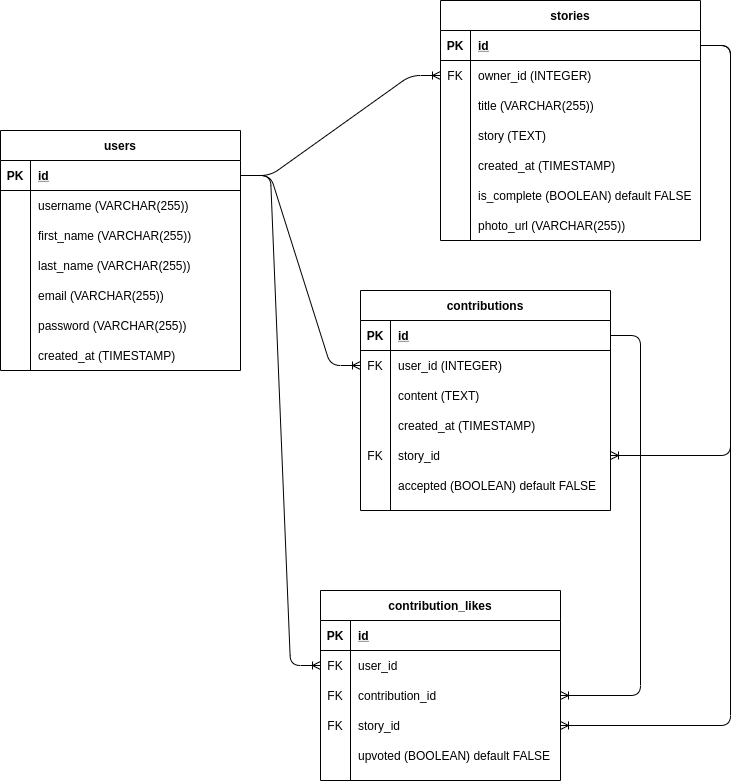 stories
PK id
FK owner_id (INTEGER)
title (VARCHAR(255))
story (TEXT)
created_at (TIMESTAMP)
is_complete (BOOLEAN) default FALSE
photo_url (VARCHAR(255))
users
PK id
username (VARCHAR(255))
first_name (VARCHAR(255))
last_name (VARCHAR(255))
email (VARCHAR(255))
password (VARCHAR(255))
created_at (TIMESTAMP)
contributions
PK id
FK user_id (INTEGER)
content (TEXT)
created_at (TIMESTAMP)
FK story_id
accepted (BOOLEAN) default FALSE
contribution_likes
PK id
FK user_id
FK contribution_id
FK story_id
upvoted (BOOLEAN) default FALSE